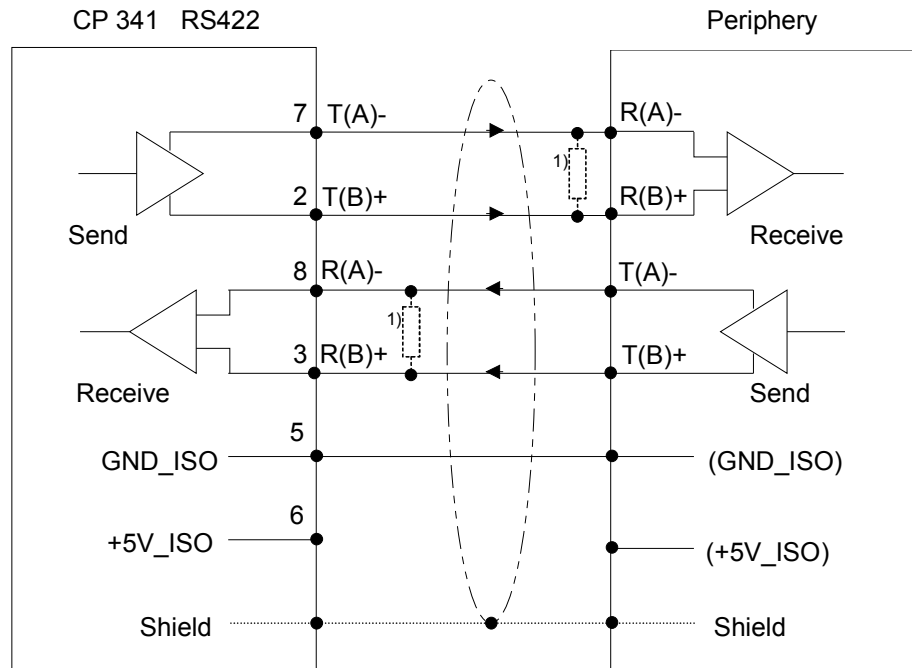 CP 341 RS422 Periphery
7 T(A)- R(A)-
1)
2 T(B)+ R(B)+
Send Receive
8 R(A)- T(A)-
1)
3 R(B)+ T(B)+
Receive Send
5
GND_ISO (GND_ISO)
6
+5V_ISO (+5V_ISO)
Shield Shield